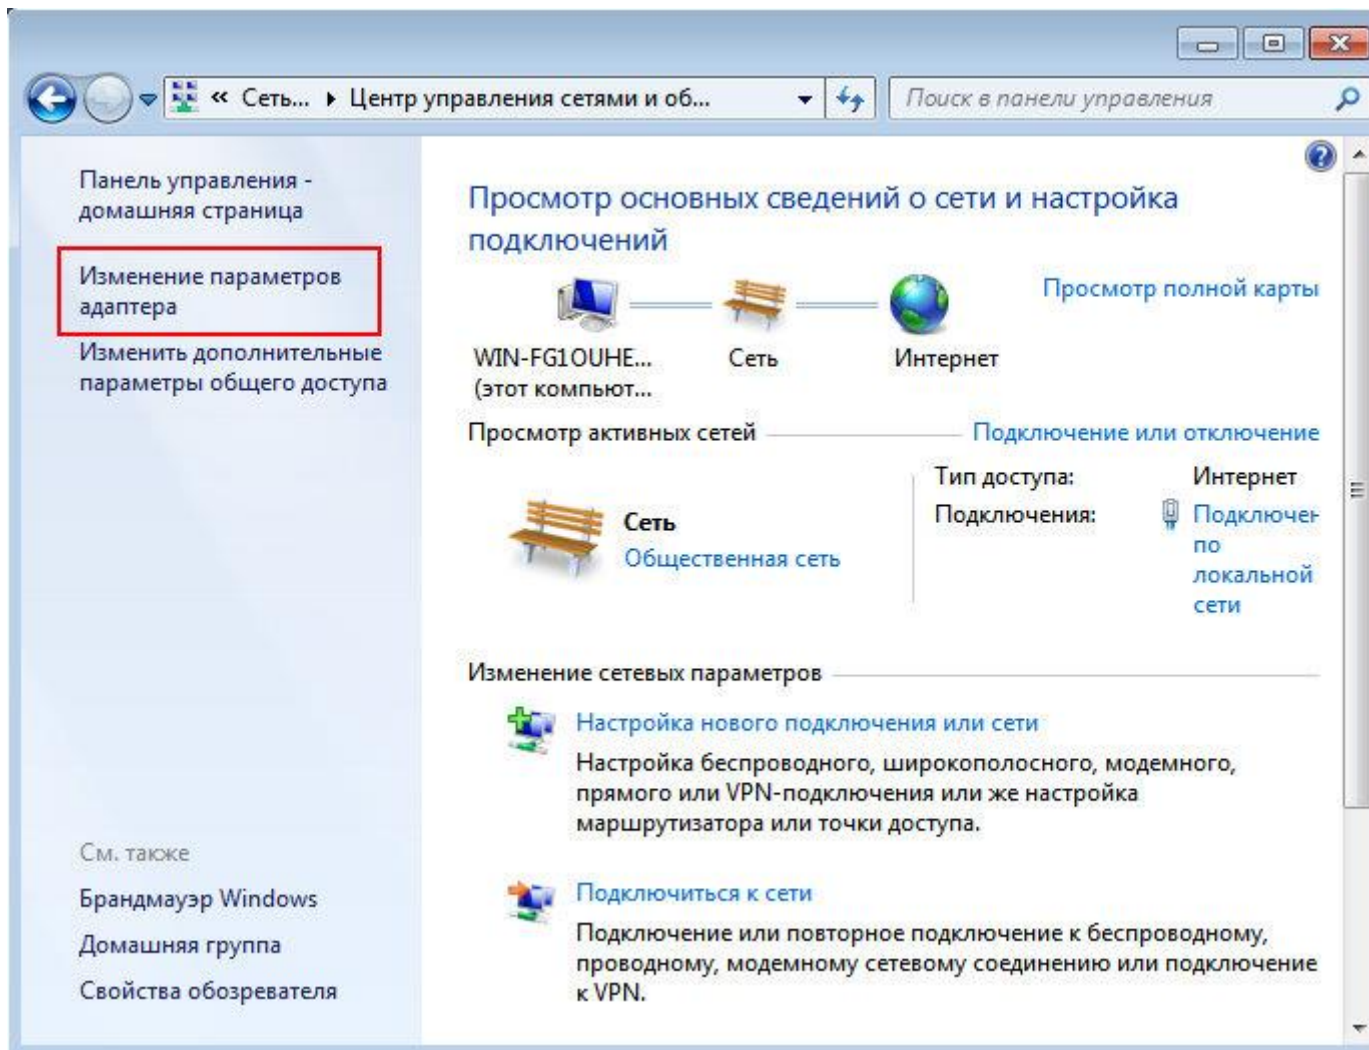 « Сеть... ▸ Центр управления сетями и об...
Поиск в панели управления
Панель управления -
домашняя страница
Изменение параметров
адаптера
Изменить дополнительные
параметры общего доступа
См. также
Брандмауэр Windows
Домашняя группа
Свойства обозревателя
Просмотр основных сведений о сети и настройка
подключений
Просмотр полной карты
WIN-FG1OUHE...
(этот компьют...
Сеть
Интернет
Просмотр активных сетей
Подключение или отключение
Сеть
Общественная сеть
Тип доступа: Интернет
Подключения: Подключен
по
локальной
сети
Изменение сетевых параметров
Настройка нового подключения или сети
Настройка беспроводного, широкополосного, модемного,
прямого или VPN-подключения или же настройка
маршрутизатора или точки доступа.
Подключиться к сети
Подключение или повторное подключение к беспроводному,
проводному, модемному сетевому соединению или подключение
к VPN.